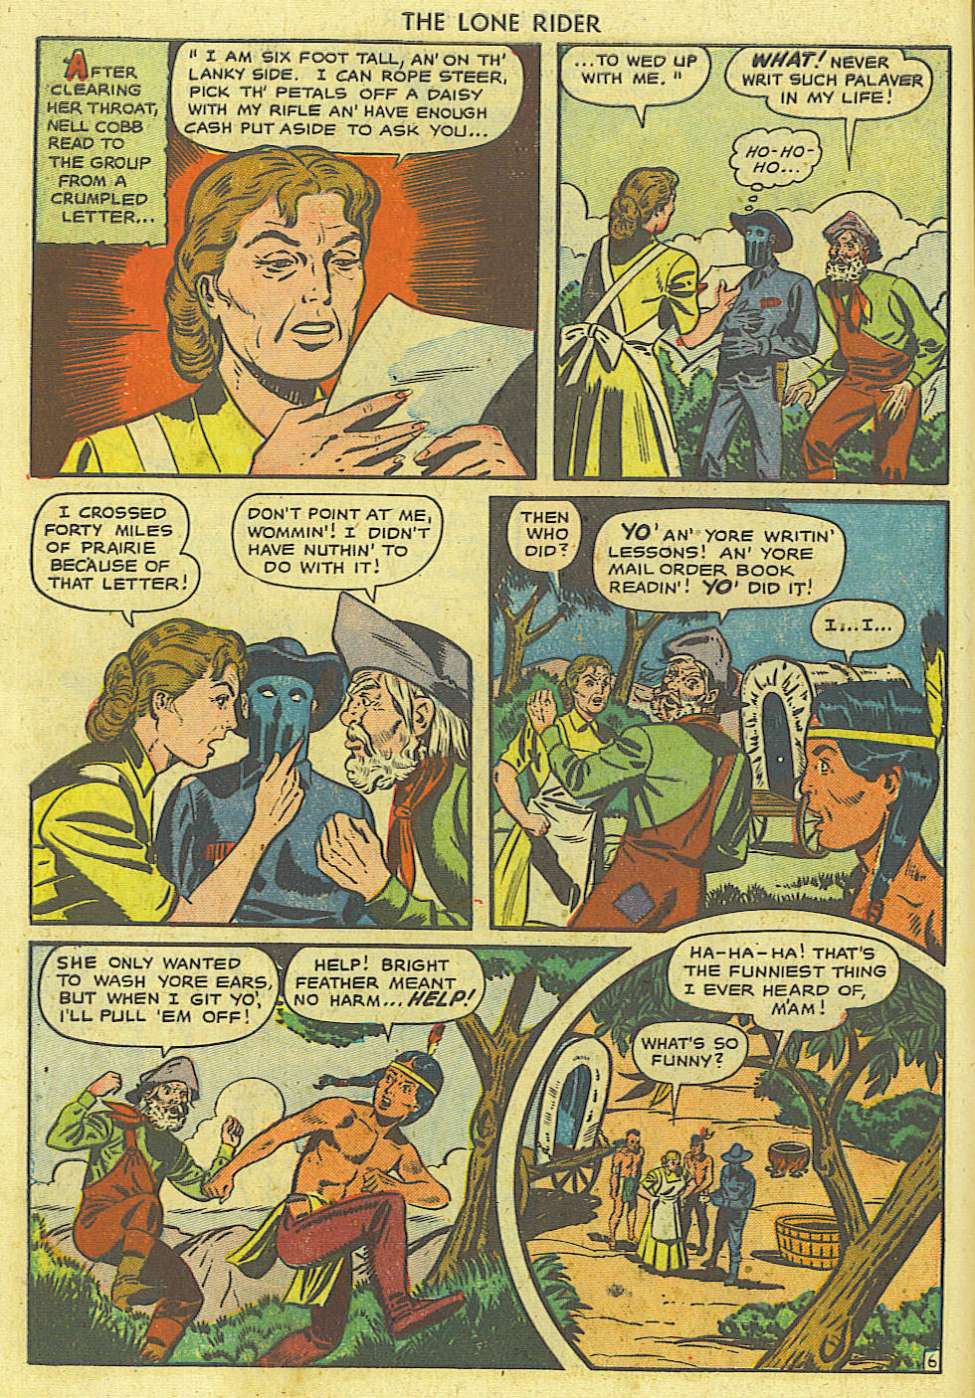 THE LONE RIDER
AFTER
CLEARING
HER THROAT,
NELL COBB
READ TO
THE GROUP
FROM A
CRUMPLED
LETTER...
"I AM SIX FOOT TALL, AN' ON TH'
LANKY SIDE. I CAN ROPE STEER,
PICK TH' PETALS OFF A DAISY
WITH MY RIFLE AN' HAVE ENOUGH
CASH PUT ASIDE TO ASK YOU...
...TO WED UP
WITH ME."
WHAT! NEVER
WRIT SUCH PALAVER
IN MY LIFE!
HO-HO-
HO...
I CROSSED
FORTY MILES
OF PRAIRIE
BECAUSE OF
THAT LETTER!
DON'T POINT AT ME,
WOMMIN'! I DIDN'T
HAVE NUTHIN' TO
DO WITH IT!
THEN
WHO
DID?
YO' AN' YORE WRITIN'
LESSONS! AN' YORE
MAIL ORDER BOOK
READIN'! YO' DID IT!
I...I...
SHE ONLY WANTED
TO WASH YORE EARS,
BUT WHEN I GIT YO',
I'LL PULL 'EM OFF!
HELP! BRIGHT
FEATHER MEANT
NO HARM... HELP!
HA-HA-HA! THAT'S
THE FUNNIEST THING
I EVER HEARD OF,
MAM!
WHAT'S SO
FUNNY?
6